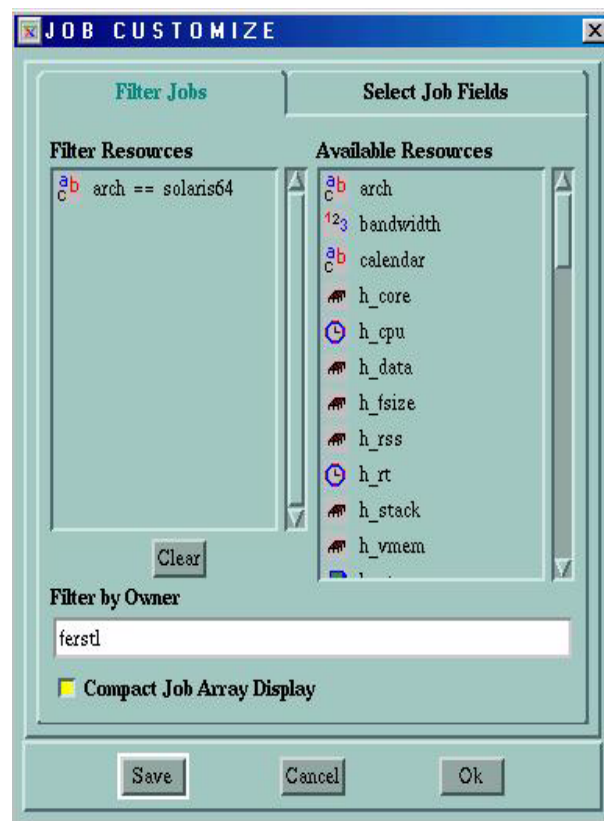 JOB CUSTOMIZE
Filter Jobs
Select Job Fields
Filter Resources
arch == solaris64
Clear
Available Resources
arch
bandwidth
calendar
h_core
h_cpu
h_data
h_fsize
h_rss
h_rt
h_stack
h_vmem
Filter by Owner
ferstl
Compact Job Array Display
Save
Cancel
Ok